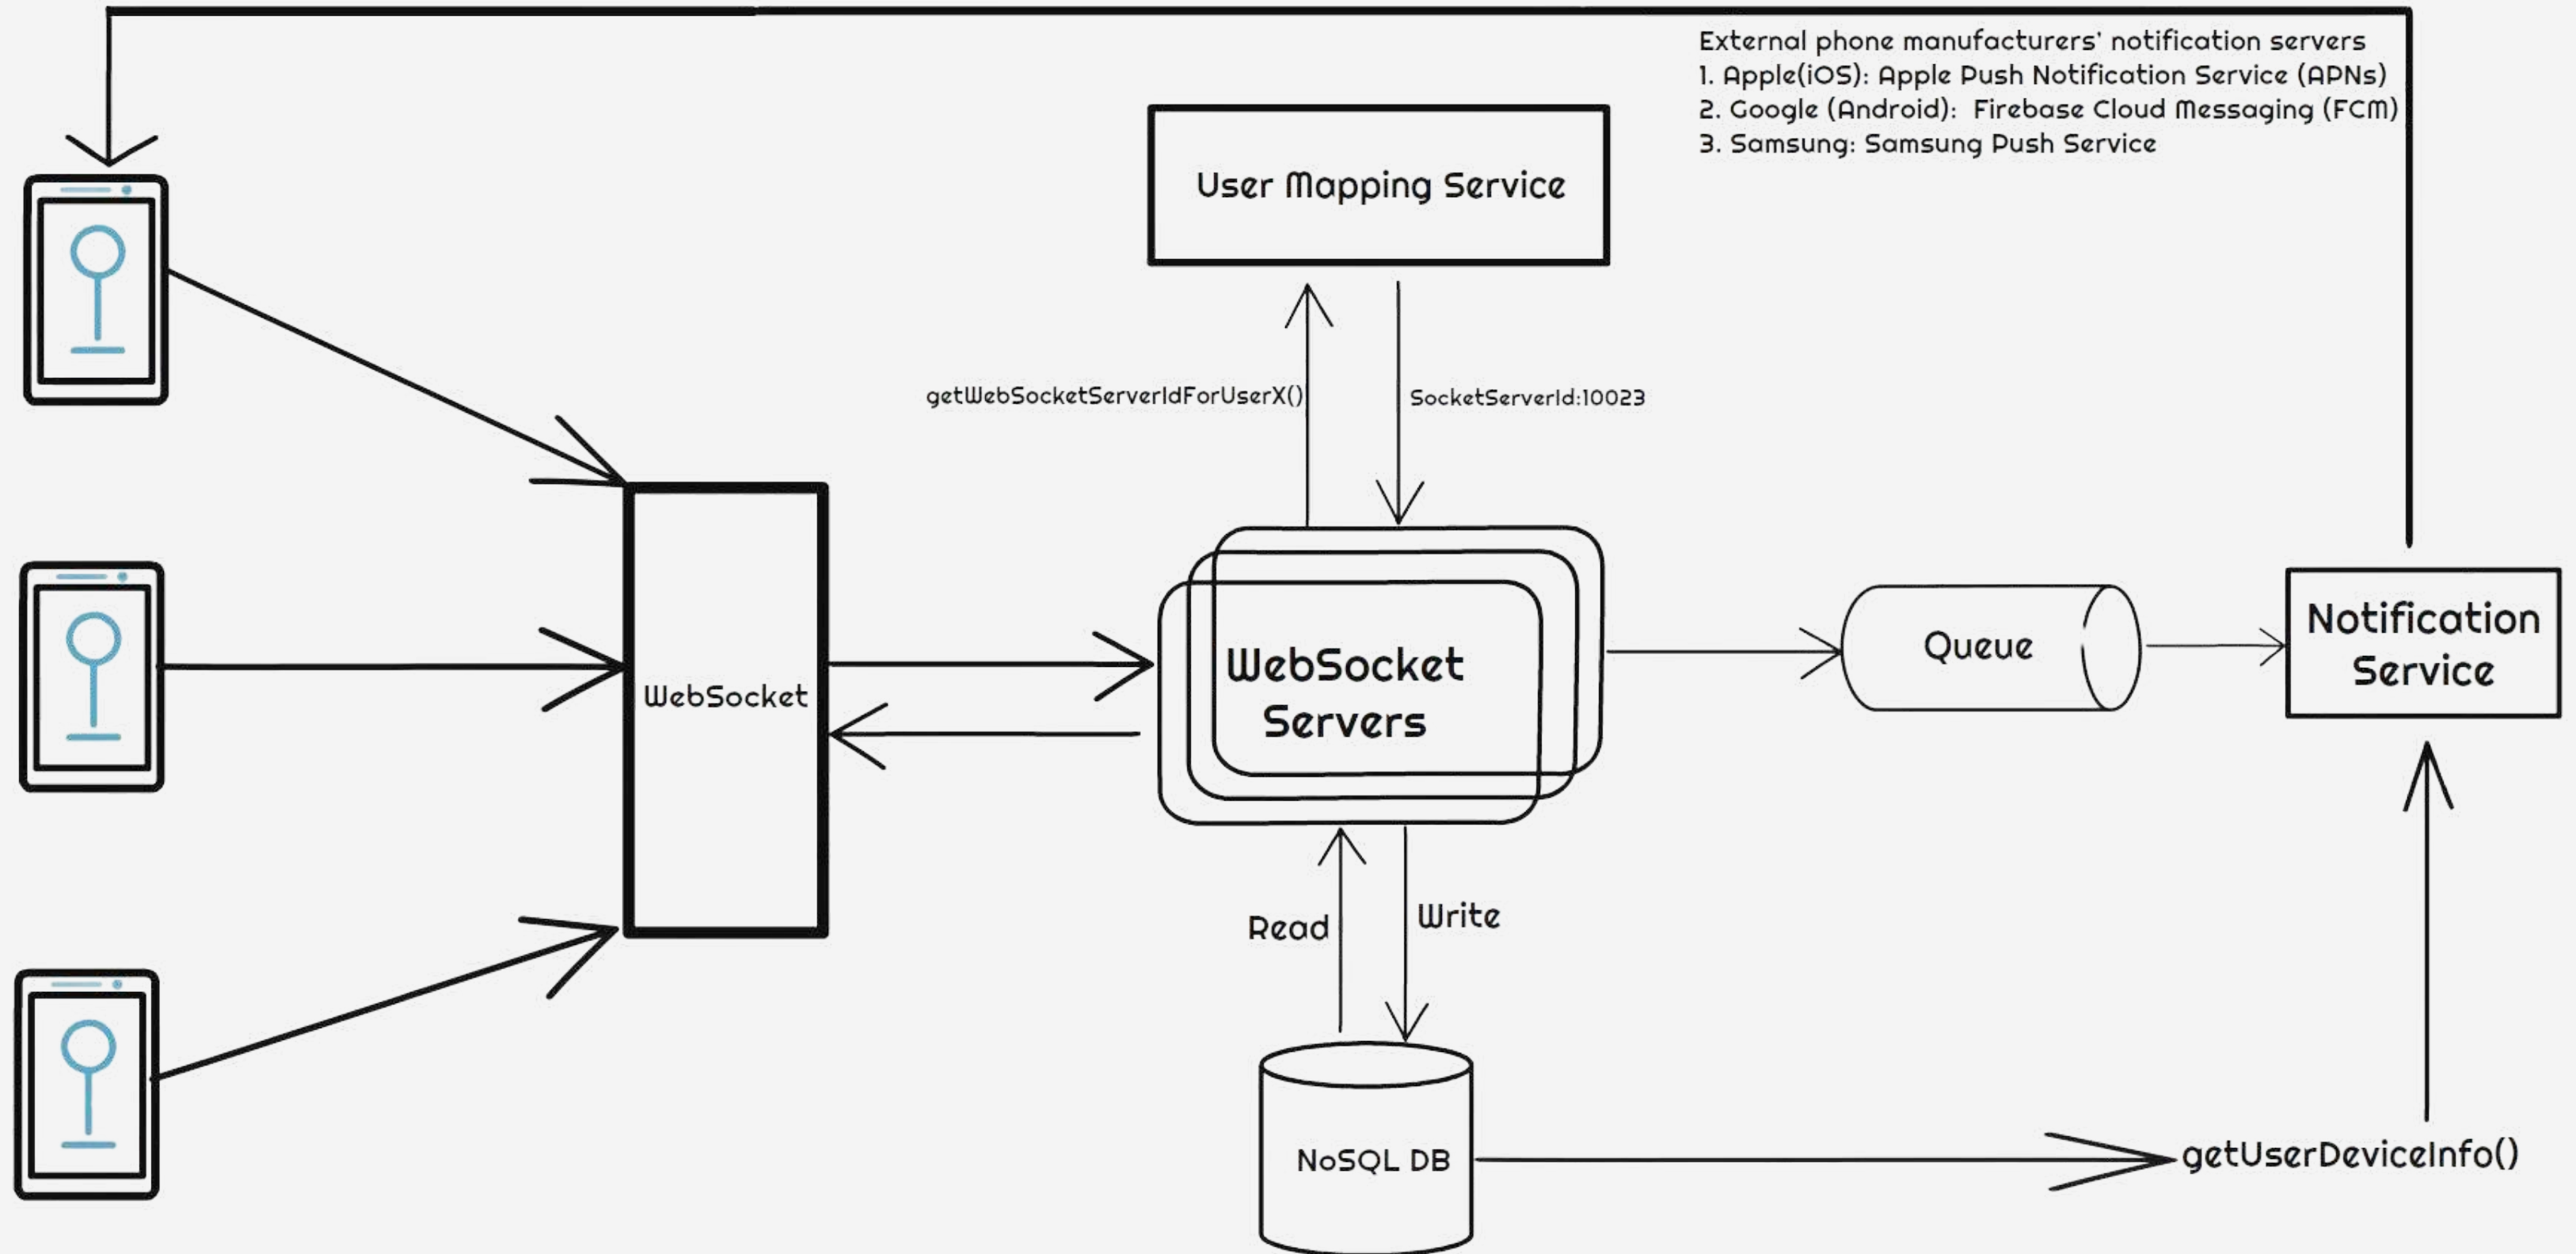 External phone manufacturers' notification servers
1. Apple(iOS): Apple Push Notification Service (APNs)
2. Google (Android):  Firebase Cloud Messaging (FCM)
3. Samsung: Samsung Push Service
User Mapping Service
getWebSocketServerIdForUserX()
SocketServerId:10023
WebSocket
WebSocket
Servers
Queue
Notification
Service
Read
Write
NoSQL DB
getUserDeviceInfo()